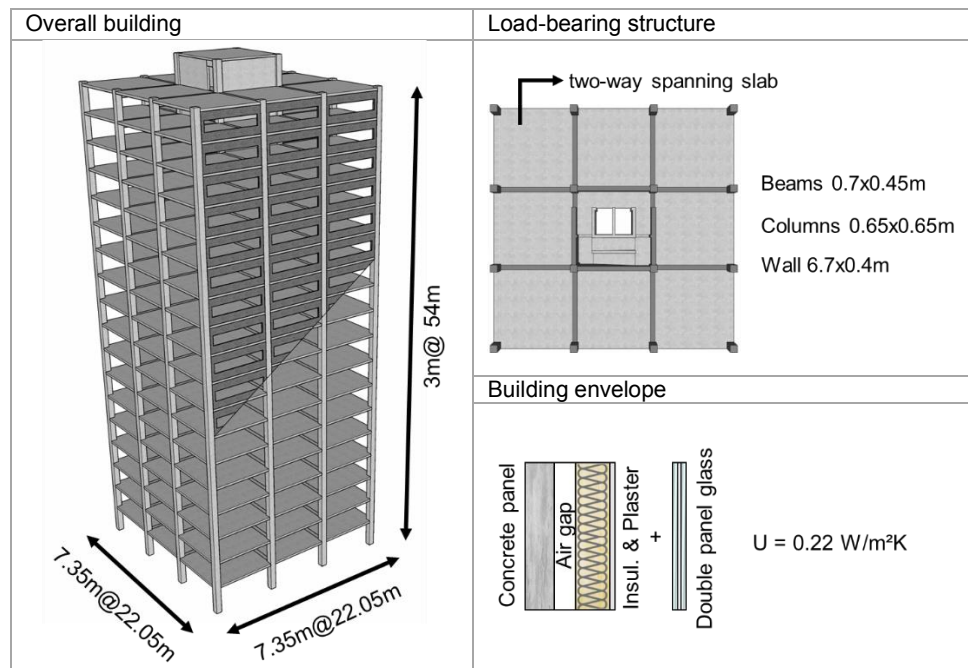 Overall building
Load-bearing structure
two-way spanning slab
Beams 0.7x0.45m
Columns 0.65x0.65m
Wall 6.7x0.4m
3m@ 54m
7.35m@22.05m
7.35m@22.05m
Building envelope
Concrete panel
Air gap
Insul. & Plaster
+
Double panel glass
U = 0.22 W/m²K